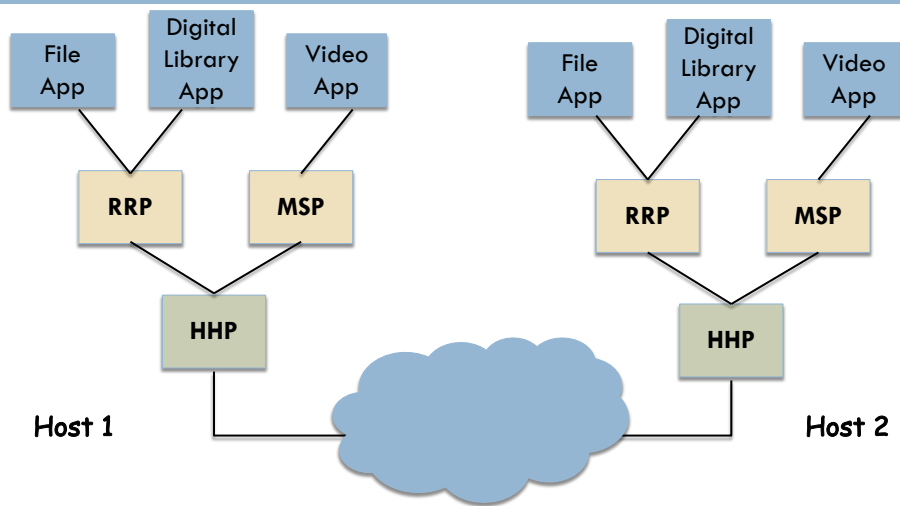 File
App
Digital
Library
App
Video
App
File
App
Digital
Library
App
Video
App
RRP
MSP
RRP
MSP
HHP
HHP
Host 1
Host 2